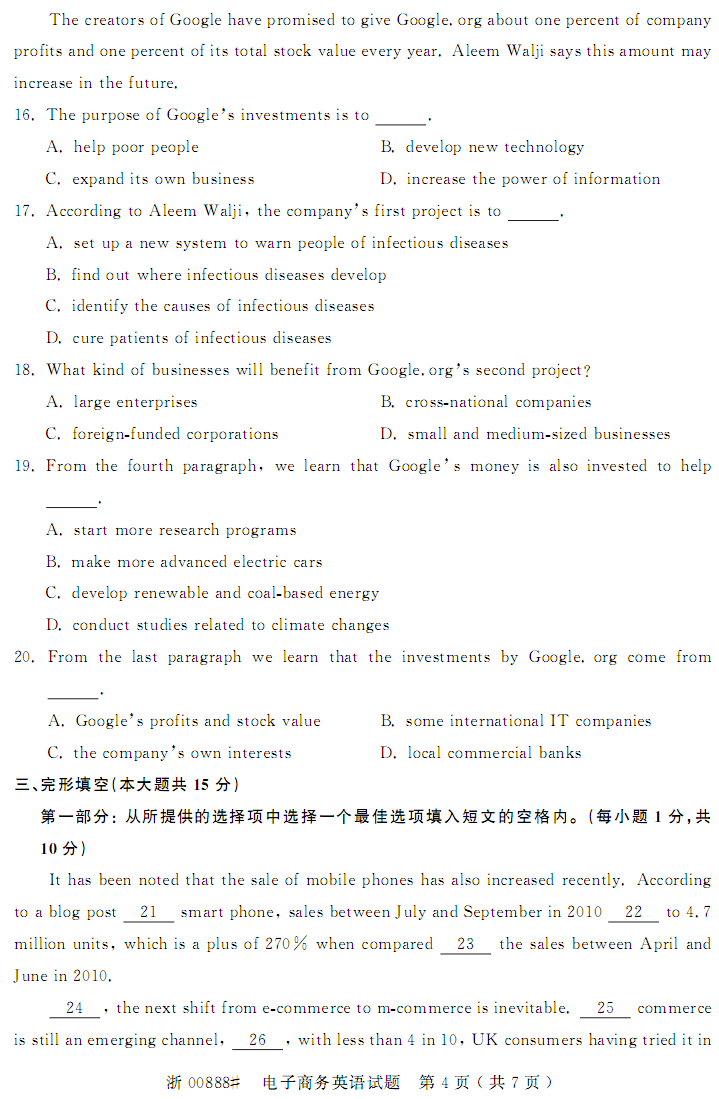 The creators of Google have promised to give Google. org about one percent of company
profits and one percent of its total stock value every year. Aleem Walji says this amount may
increase in the future.
16. The purpose of Google's investments is to ______.
A. help poor people B. develop new technology
C. expand its own business D. increase the power of information
17. According to Aleem Walji, the company's first project is to ______.
A. set up a new system to warn people of infectious diseases
B. find out where infectious diseases develop
C. identify the causes of infectious diseases
D. cure patients of infectious diseases
18. What kind of businesses will benefit from Google. org's second project?
A. large enterprises B. cross-national companies
C. foreign-funded corporations D. small and medium-sized businesses
19. From the fourth paragraph, we learn that Google's money is also invested to help
______.
A. start more research programs
B. make more advanced electric cars
C. develop renewable and coal-based energy
D. conduct studies related to climate changes
20. From the last paragraph we learn that the investments by Google. org come from
______.
A. Google's profits and stock value B. some international IT companies
C. the company's own interests D. local commercial banks
三、完形填空(本大题共 15 分)
第一部分: 从所提供的选择项中选择一个最佳选项填入短文的空格内。(每小题 1 分,共
10 分)
It has been noted that the sale of mobile phones has also increased recently. According
to a blog post 21 smart phone, sales between July and September in 2010 22 to 4.7
million units, which is a plus of 270% when compared 23 the sales between April and
June in 2010.
24 , the next shift from e-commerce to m-commerce is inevitable. 25 commerce
is still an emerging channel, 26 , with less than 4 in 10, UK consumers having tried it in
浙 00888# 电子商务英语试题 第 4 页 ( 共 7 页 )